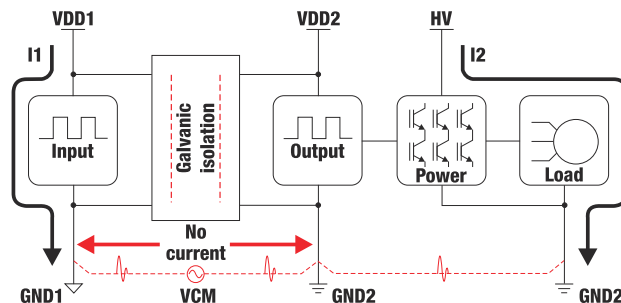 VDD1
VDD2
HV
I1
I2
Input
Galvanic
isolation
Output
Power
Load
No
current
GND1
VCM
GND2
GND2